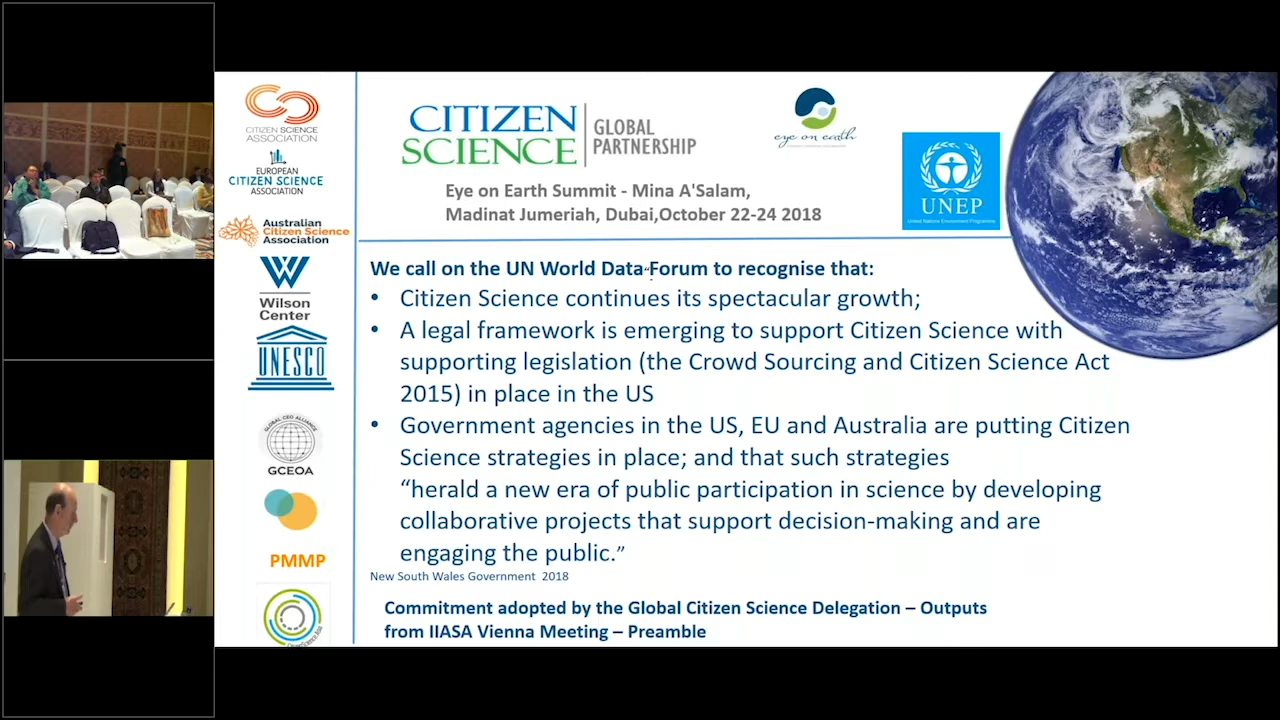 CITIZEN SCIENCE
ASSOCIATION
EUROPEAN
CITIZEN SCIENCE
ASSOCIATION
Australian
Citizen Science
Association
Wilson
Center
UNESCO
GLOBAL CEO ALLIANCE
GCEOA
PMMP
CITIZEN
SCIENCE
GLOBAL
PARTNERSHIP
eye on earth
UNEP
United Nations Environment Programme
Eye on Earth Summit - Mina A'Salam,
Madinat Jumeriah, Dubai,October 22-24 2018
We call on the UN World Data Forum to recognise that:
• Citizen Science continues its spectacular growth;
• A legal framework is emerging to support Citizen Science with
supporting legislation (the Crowd Sourcing and Citizen Science Act
2015) in place in the US
• Government agencies in the US, EU and Australia are putting Citizen
Science strategies in place; and that such strategies
“herald a new era of public participation in science by developing
collaborative projects that support decision-making and are
engaging the public.”
New South Wales Government 2018
Commitment adopted by the Global Citizen Science Delegation – Outputs
from IIASA Vienna Meeting – Preamble